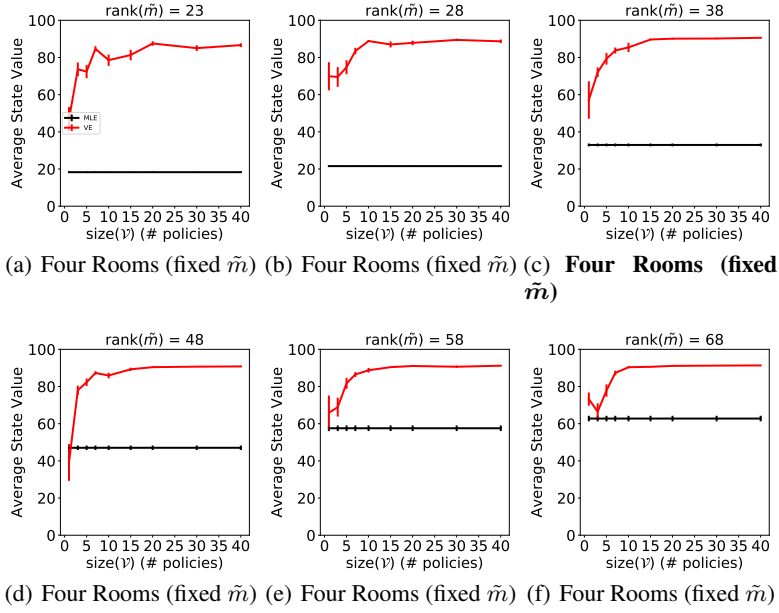 rank(m̃) = 23 rank(m̃) = 28 rank(m̃) = 38
100 100 100
80 80 80
60 60 60
40 40 40
20 20 20
0 0 0
Average State Value Average State Value Average State Value
MLE
VE
0 5 10 15 20 25 30 35 40 0 5 10 15 20 25 30 35 40 0 5 10 15 20 25 30 35 40
size(𝒱) (# policies) size(𝒱) (# policies) size(𝒱) (# policies)
(a) Four Rooms (fixed m̃) (b) Four Rooms (fixed m̃) (c) Four Rooms (fixed
m̃)
rank(m̃) = 48 rank(m̃) = 58 rank(m̃) = 68
100 100 100
80 80 80
60 60 60
40 40 40
20 20 20
0 0 0
Average State Value Average State Value Average State Value
0 5 10 15 20 25 30 35 40 0 5 10 15 20 25 30 35 40 0 5 10 15 20 25 30 35 40
size(𝒱) (# policies) size(𝒱) (# policies) size(𝒱) (# policies)
(d) Four Rooms (fixed m̃) (e) Four Rooms (fixed m̃) (f) Four Rooms (fixed m̃)